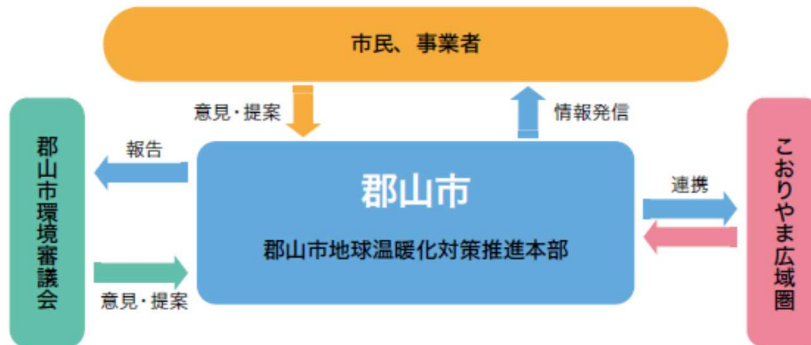 市民、事業者
意見・提案
情報発信
郡山市環境審議会
報告
意見・提案
郡山市
郡山市地球温暖化対策推進本部
連携
こおりやま広域圏